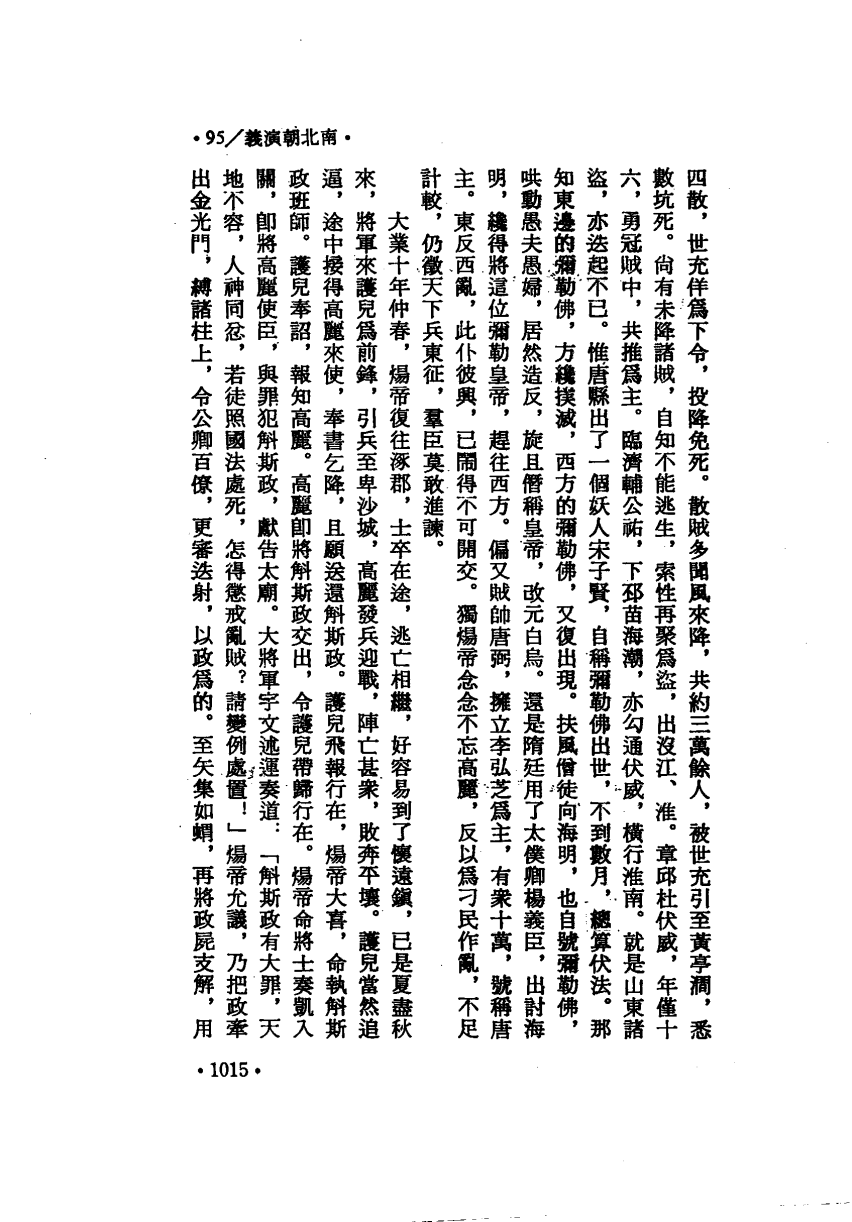 •95/義演朝北南•
四散，世充佯爲下令，投降免死。散賊多聞風來降，共約三萬餘人，被世充引至黃亭澗，悉
數坑死。尙有未降諸賊，自知不能逃生，索性再聚爲盜，出沒江、淮。章邱杜伏威，年僅十
六，勇冠賊中，共推爲主。臨濟輔公祐，下邳苗海潮，亦勾通伏威，橫行淮南。就是山東諸
盜，亦迭起不已。惟唐縣出了一個妖人宋子賢，自稱彌勒佛出世，不到數月，總算伏法。那
知東邊的彌勒佛，方纔撲滅，西方的彌勒佛，又復出現。扶風僧徒向海明，也自號彌勒佛，
哄動愚夫愚婦，居然造反，旋且僭稱皇帝，改元白烏。還是隋廷用了太僕卿楊義臣，出討海
明，纔得將這位彌勒皇帝，趕往西方。偏又賊帥唐弼，擁立李弘芝爲主，有衆十萬，號稱唐
主。東反西亂，此仆彼興，已鬧得不可開交。獨煬帝念念不忘高麗，反以爲刁民作亂，不足
計較，仍徵天下兵東征，羣臣莫敢進諫。
大業十年仲春，煬帝復往涿郡，士卒在途，逃亡相繼，好容易到了懷遠鎭，已是夏盡秋
來，將軍來護兒爲前鋒，引兵至卑沙城，高麗發兵迎戰，陣亡甚衆，敗奔平壤。護兒當然追
逼，途中接得高麗來使，奉書乞降，且願送還斛斯政。護兒飛報行在，煬帝大喜，命執斛斯
政班師。護兒奉詔，報知高麗。高麗卽將斛斯政交出，令護兒帶歸行在。煬帝命將士奏凱入
關，卽將高麗使臣，與罪犯斛斯政，獻告太廟。大將軍宇文述運奏道：「斛斯政有大罪，天
地不容，人神同忿，若徒照國法處死，怎得懲戒亂賊？請變例處置！」煬帝允議，乃把政牽
出金光門，縛諸柱上，令公卿百僚，更審迭射，以政爲的。至矢集如蝟，再將政屍支解，用
•1015•